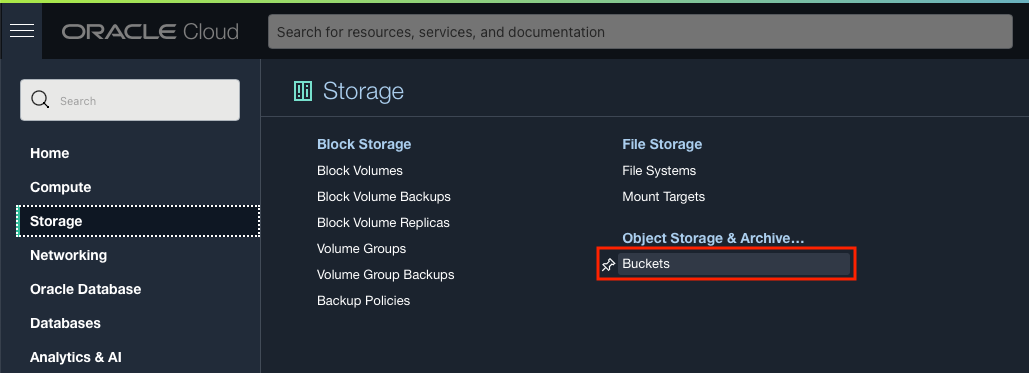 ORACLE Cloud
Search for resources, services, and documentation
Search
Home
Compute
Storage
Networking
Oracle Database
Databases
Analytics & AI
Storage
Block Storage
Block Volumes
Block Volume Backups
Block Volume Replicas
Volume Groups
Volume Group Backups
Backup Policies
File Storage
File Systems
Mount Targets
Object Storage & Archive...
Buckets